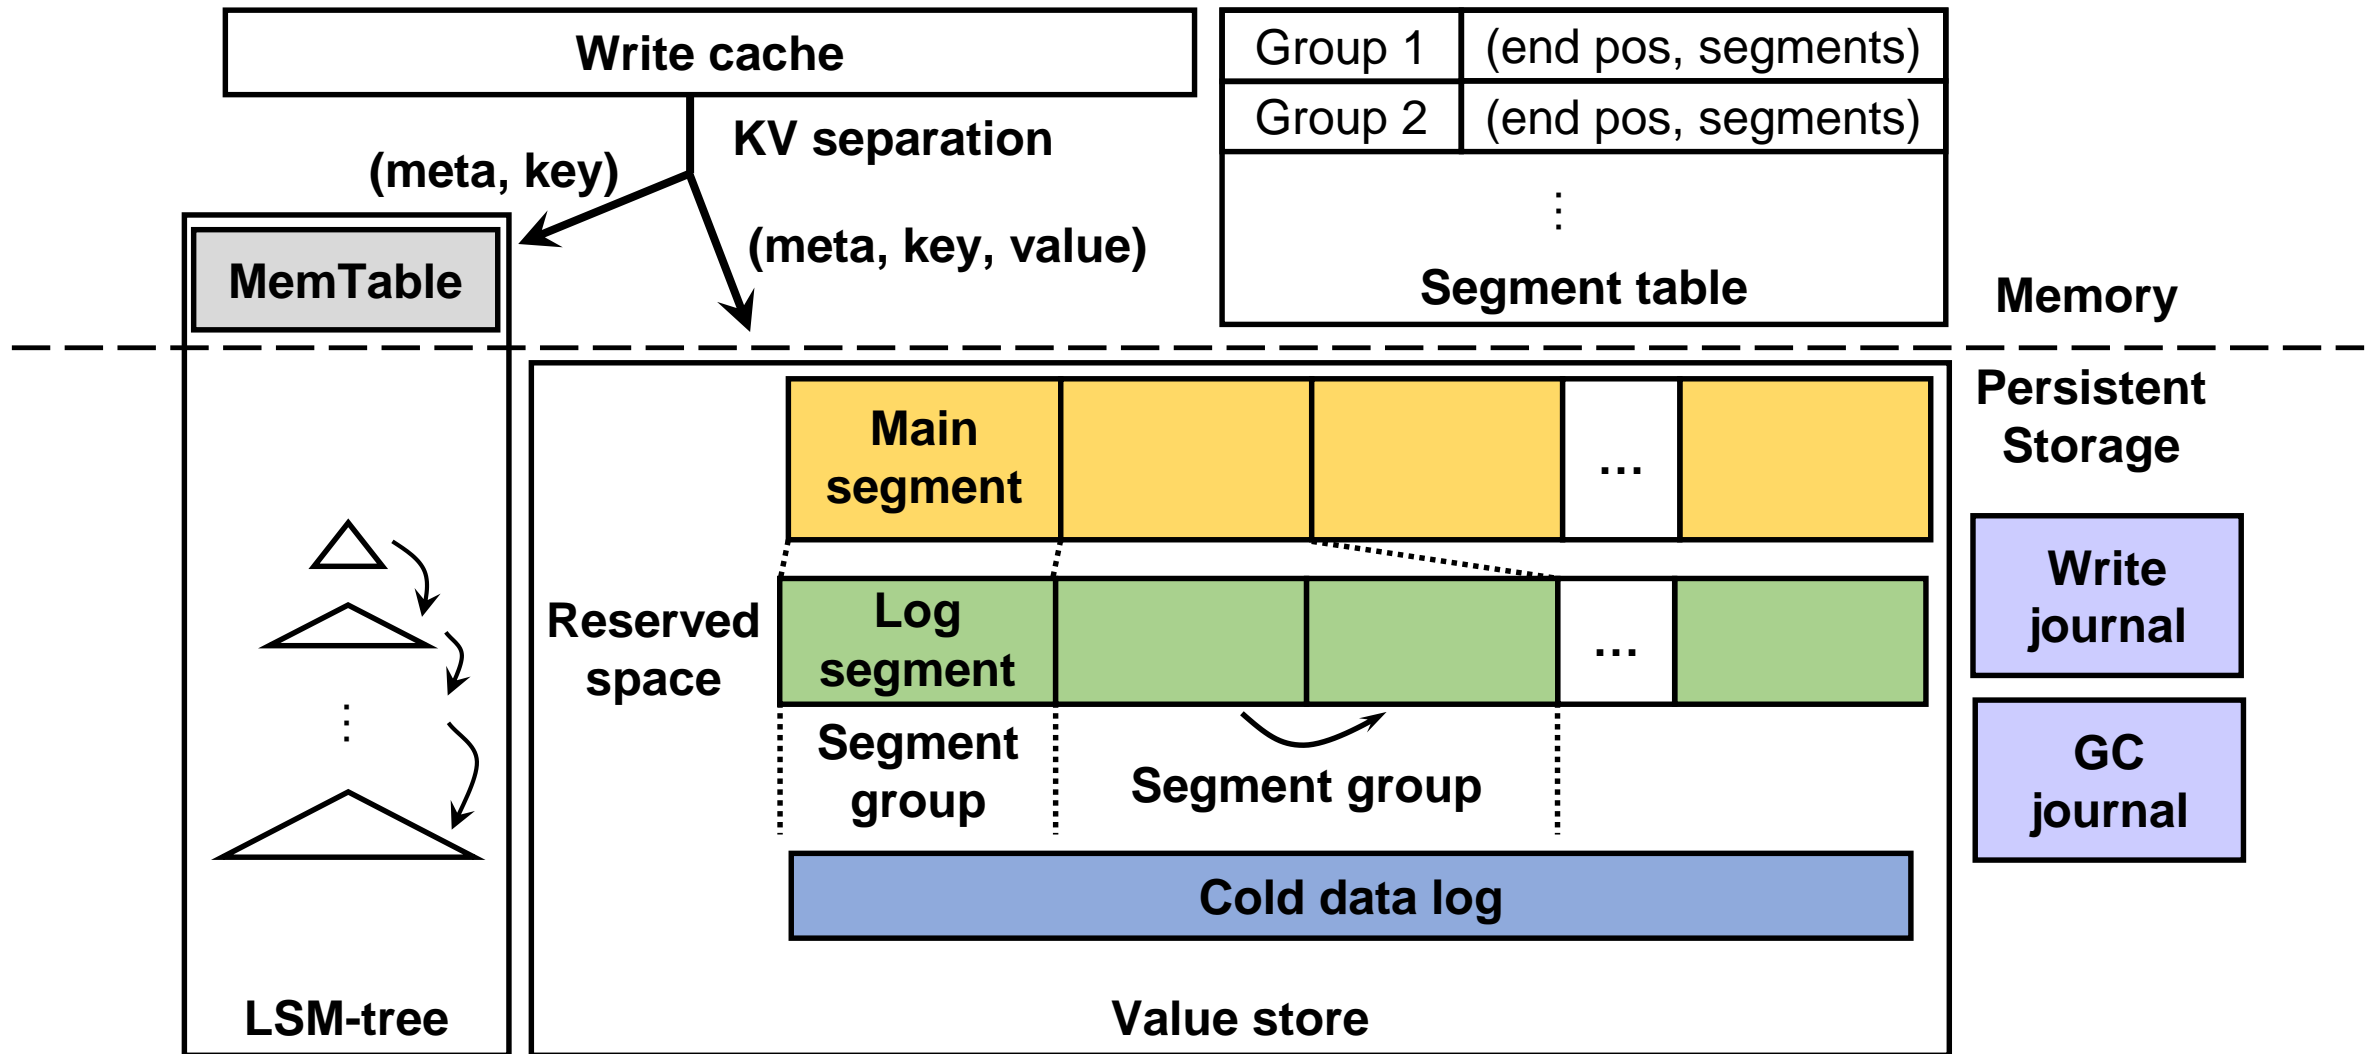 Write cache
Group 1 (end pos, segments)
Group 2 (end pos, segments)
⋮
Segment table
KV separation
(meta, key)
(meta, key, value)
MemTable
Memory
Persistent
Storage
Main
segment
...
Reserved
space
Log
segment
...
Segment
group
Segment group
Cold data log
⋮
LSM-tree
Value store
Write
journal
GC
journal